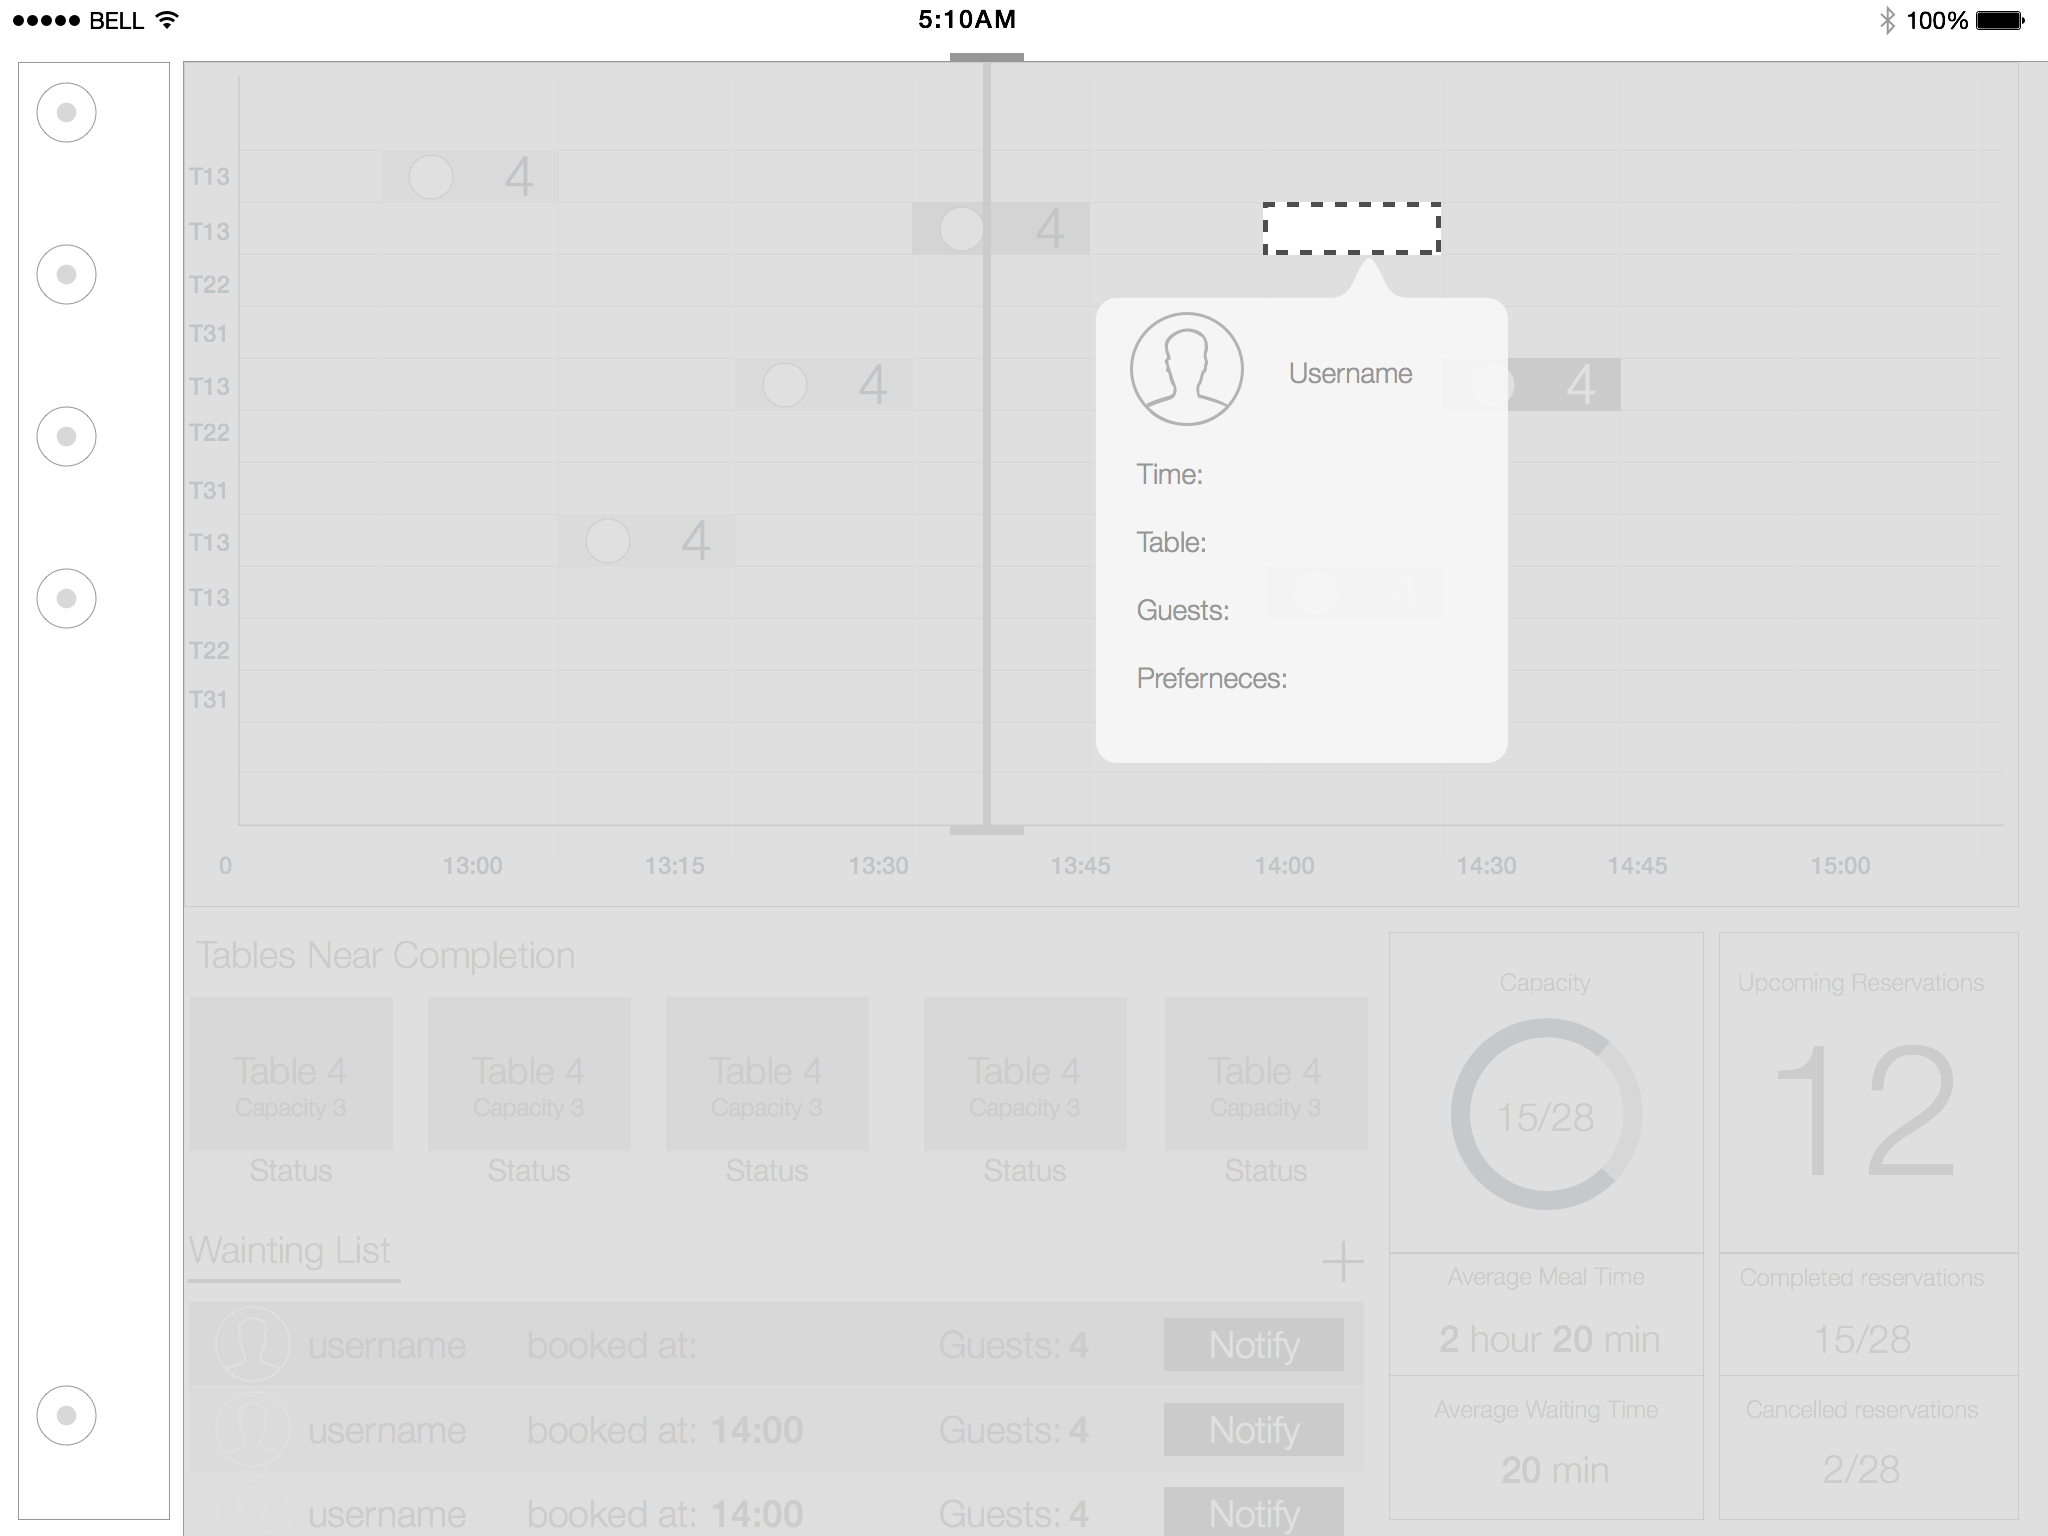 BELL 5:10AM 100%
T13 4
T13 4
T22
T31
T13 4 4
T22
T31
T13 4
T13 4
T22
T31
Username
Time:
Table:
Guests:
Preferneces:
0 13:00 13:15 13:30 13:45 14:00 14:30 14:45 15:00
Tables Near Completion
Table 4 Table 4 Table 4 Table 4 Table 4
Capacity 3 Capacity 3 Capacity 3 Capacity 3 Capacity 3
Status Status Status Status Status
Wainting List
username booked at: Guests: 4 Notify
username booked at: 14:00 Guests: 4 Notify
username booked at: 14:00 Guests: 4 Notify
Capacity
15/28
Average Meal Time
2 hour 20 min
Average Waiting Time
20 min
Upcoming Reservations
12
Completed reservations
15/28
Cancelled reservations
2/28